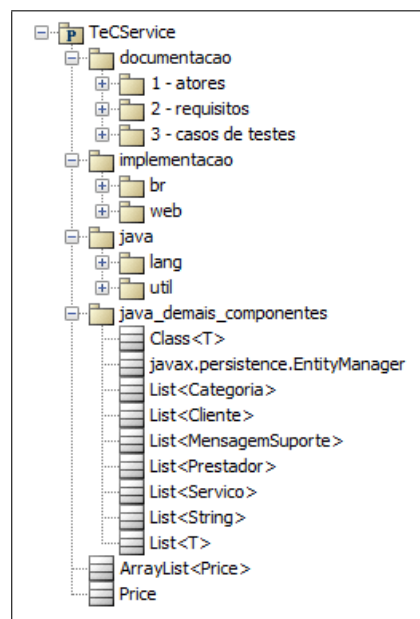 TeCService
documentacao
1 - atores
2 - requisitos
3 - casos de testes
implementacao
br
web
java
lang
util
java_demais_componentes
Class<T>
javax.persistence.EntityManager
List<Categoria>
List<Cliente>
List<MensagemSuporte>
List<Prestador>
List<Servico>
List<String>
List<T>
ArrayList<Price>
Price